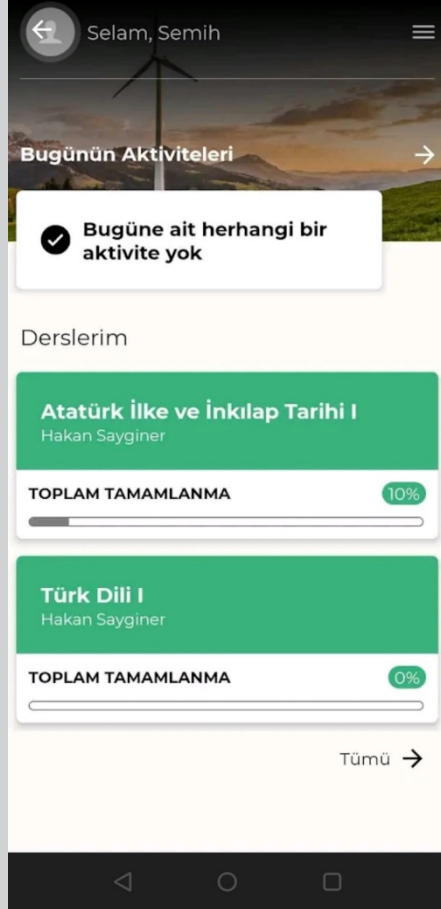 Selam, Semih
Bugünün Aktiviteleri
Bugüne ait herhangi bir
aktivite yok
Derslerim
Atatürk İlke ve İnkılap Tarihi I
Hakan Sayginer
TOPLAM TAMAMLANMA
10%
Türk Dili I
Hakan Sayginer
TOPLAM TAMAMLANMA
0%
Tümü